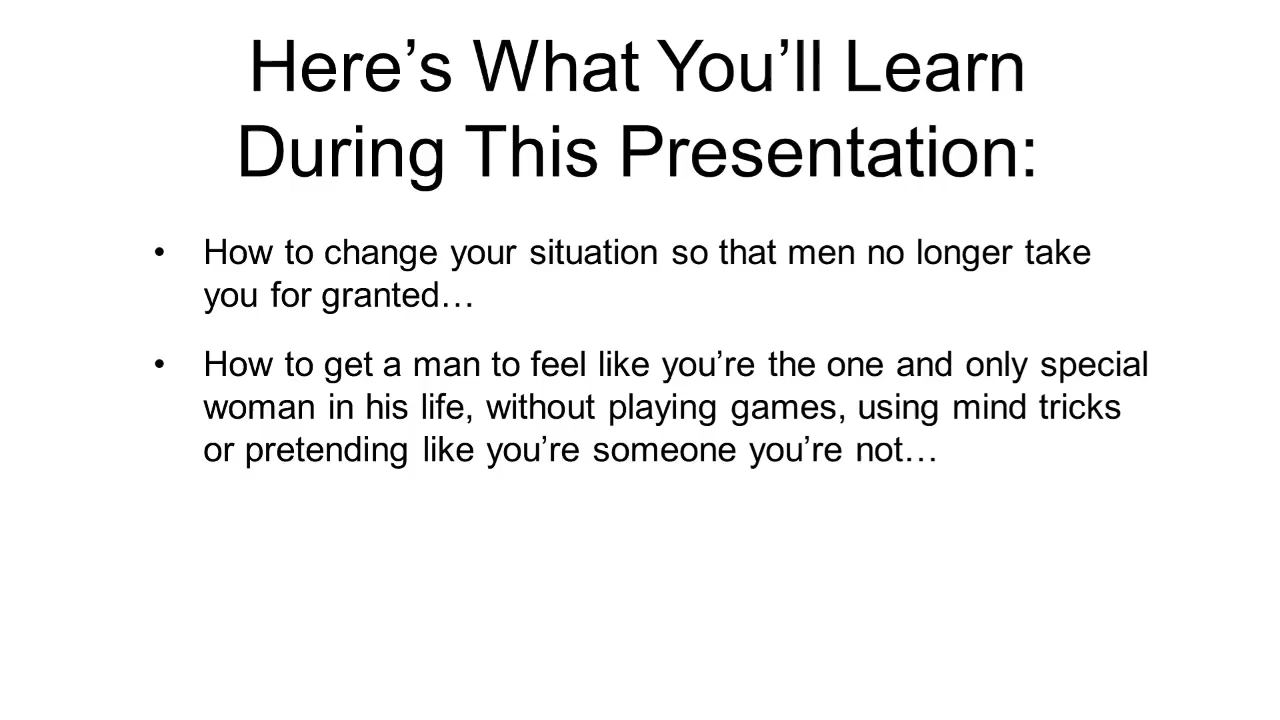 Here’s What You’ll Learn
During This Presentation:
• How to change your situation so that men no longer take
you for granted…
• How to get a man to feel like you’re the one and only special
woman in his life, without playing games, using mind tricks
or pretending like you’re someone you’re not…